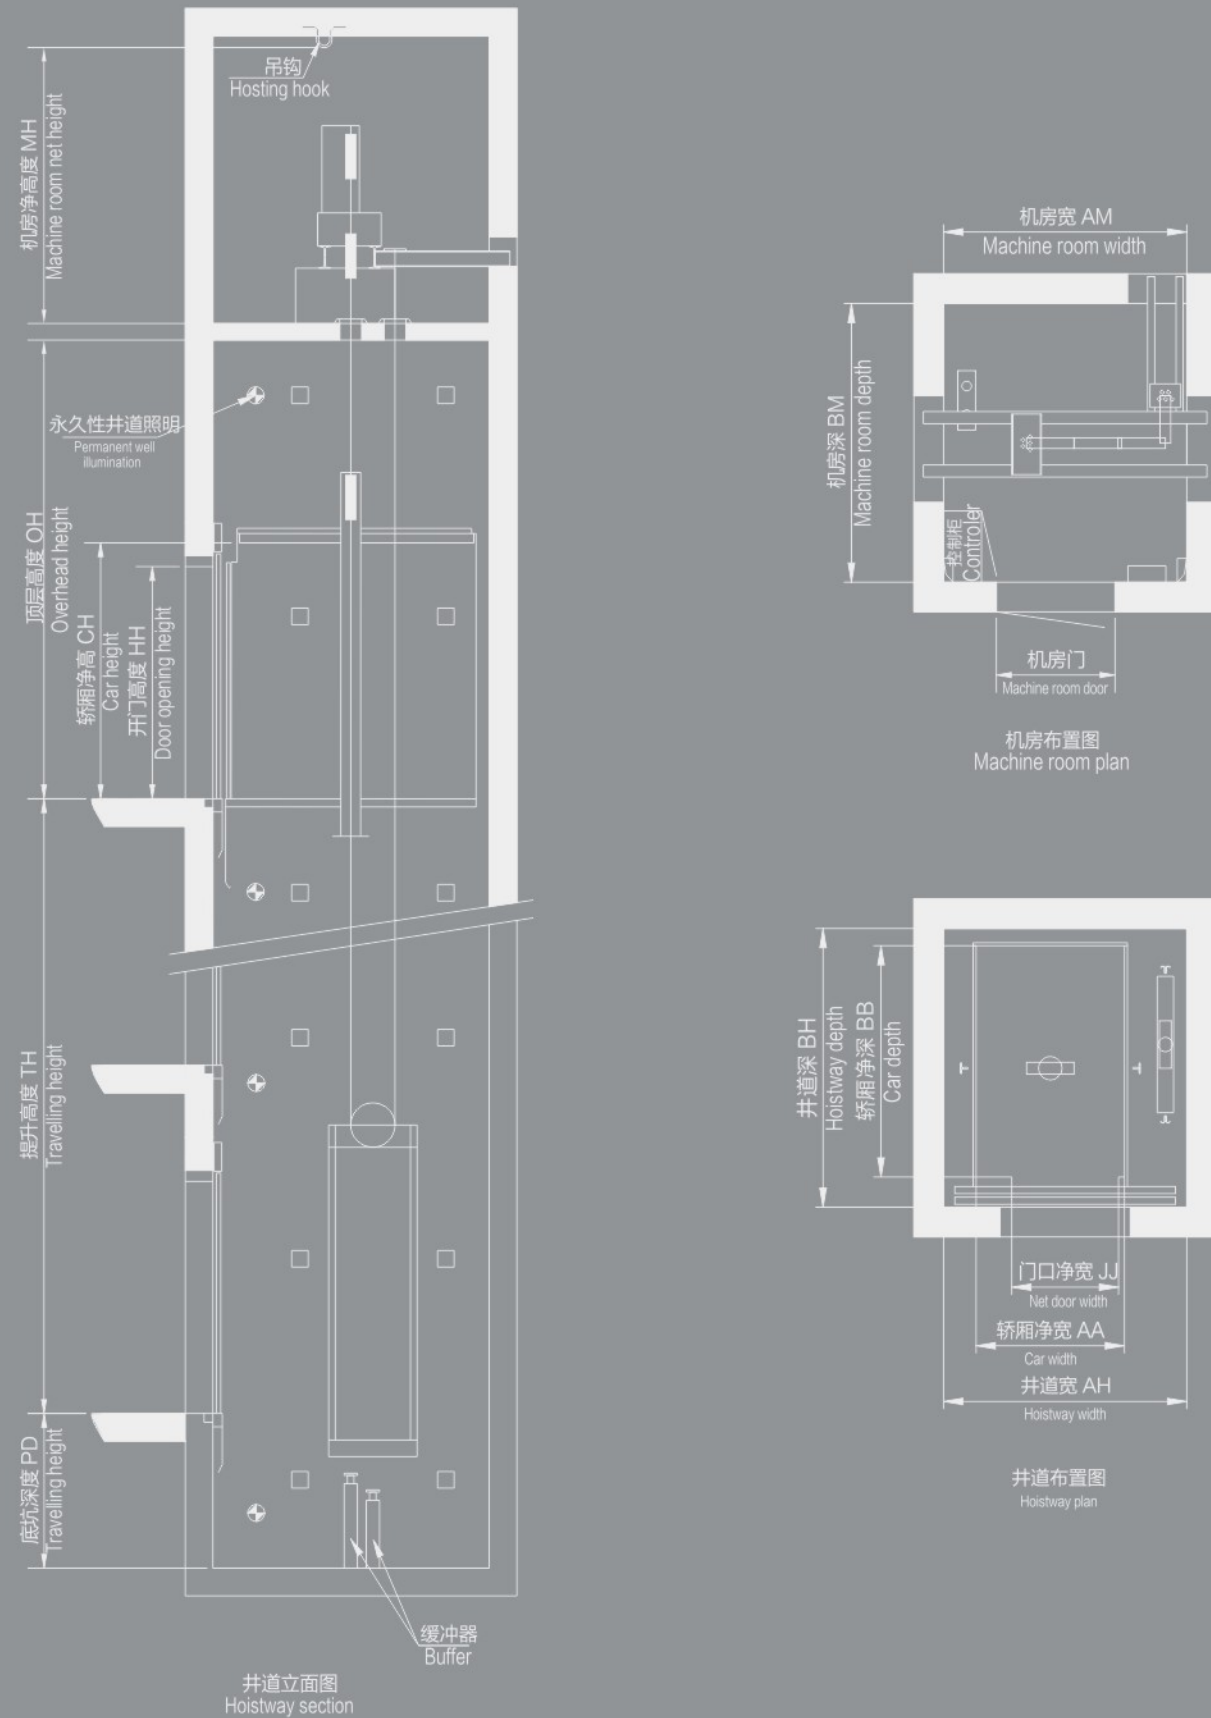 吊钩
Hosting hook
机房净高度 MH
Machine room net height
永久性井道照明
Permanent well
illumination
顶层高度 OH
Overhead height
轿厢净高 CH
Car height
开门高度 HH
Door opening height
提升高度 TH
Travelling height
底坑深度 PD
Travelling height
缓冲器
Buffer
井道立面图
Hoistway section
机房宽 AM
Machine room width
机房深 BM
Machine room depth
控制柜
Controler
机房门
Machine room door
机房布置图
Machine room plan
井道深 BH
Hoistway depth
轿厢净深 BB
Car depth
门口净宽 JJ
Net door width
轿厢净宽 AA
Car width
井道宽 AH
Hoistway width
井道布置图
Hoistway plan